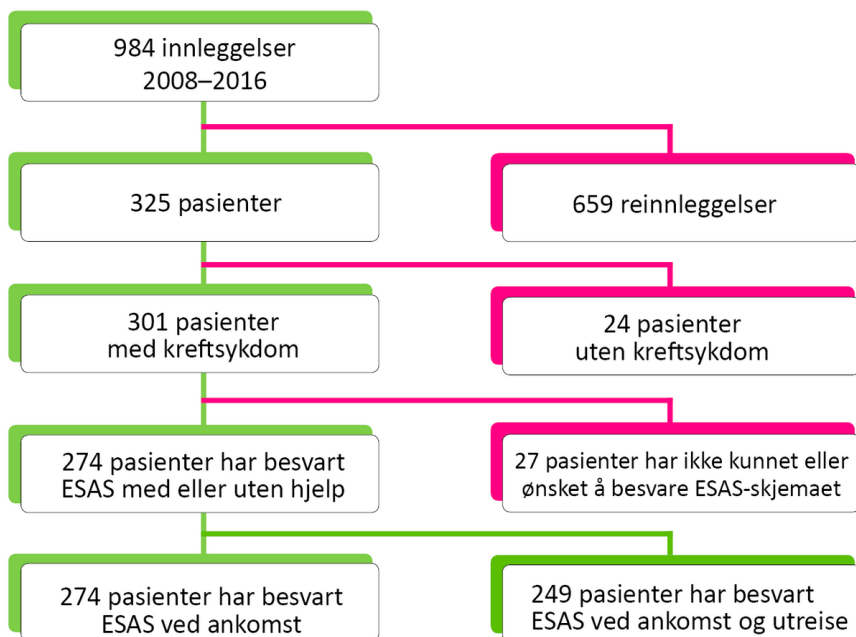 984 innleggelser
2008–2016
325 pasienter
659 reinnleggelser
301 pasienter
med kreftsykdom
24 pasienter
uten kreftsykdom
274 pasienter har besvart
ESAS med eller uten hjelp
27 pasienter har ikke kunnet eller
ønsket å besvare ESAS-skjemaet
274 pasienter har besvart
ESAS ved ankomst
249 pasienter har besvart
ESAS ved ankomst og utreise